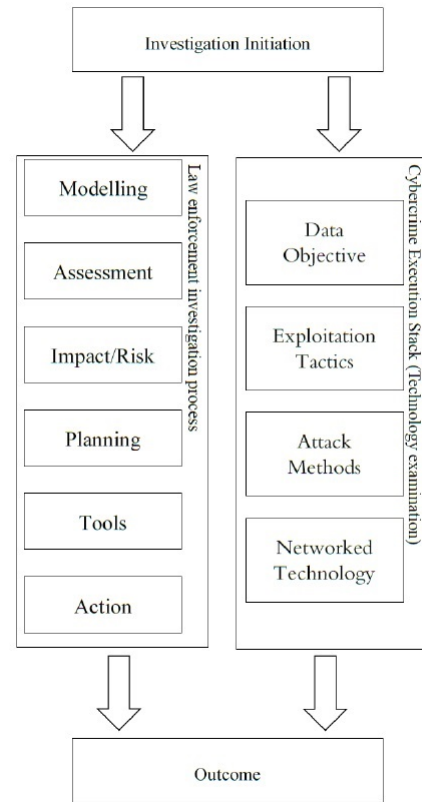 Investigation Initiation
Modelling
Assessment
Impact/Risk
Planning
Tools
Action
Law enforcement investigation process
Data
Objective
Exploitation
Tactics
Attack
Methods
Networked
Technology
Cybercrime Execution Stack (Technology examination)
Outcome